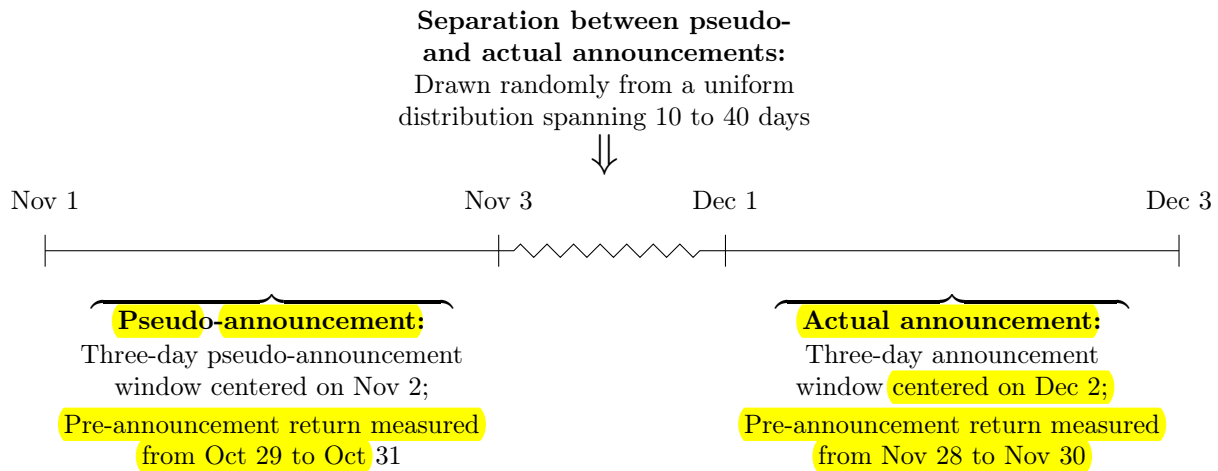 Separation between pseudo-
and actual announcements:
Drawn randomly from a uniform
distribution spanning 10 to 40 days
⇓
Nov 1
Nov 3
Dec 1
Dec 3
Pseudo-announcement:
Three-day pseudo-announcement
window centered on Nov 2;
Pre-announcement return measured
from Oct 29 to Oct 31
Actual announcement:
Three-day announcement
window centered on Dec 2;
Pre-announcement return measured
from Nov 28 to Nov 30